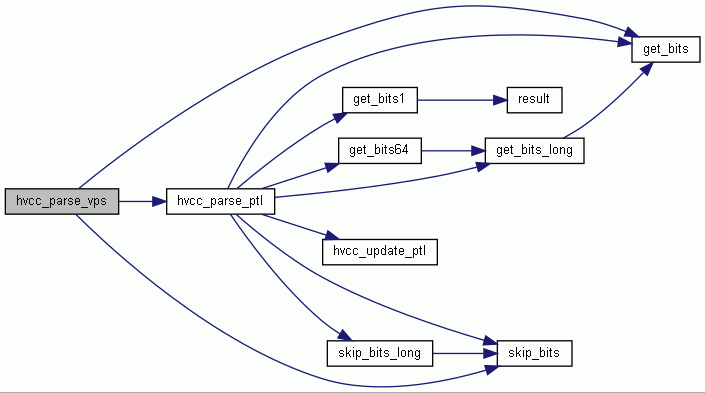 get_bits
get_bits1
result
get_bits64
get_bits_long
hvcc_parse_vps
hvcc_parse_ptl
hvcc_update_ptl
skip_bits_long
skip_bits